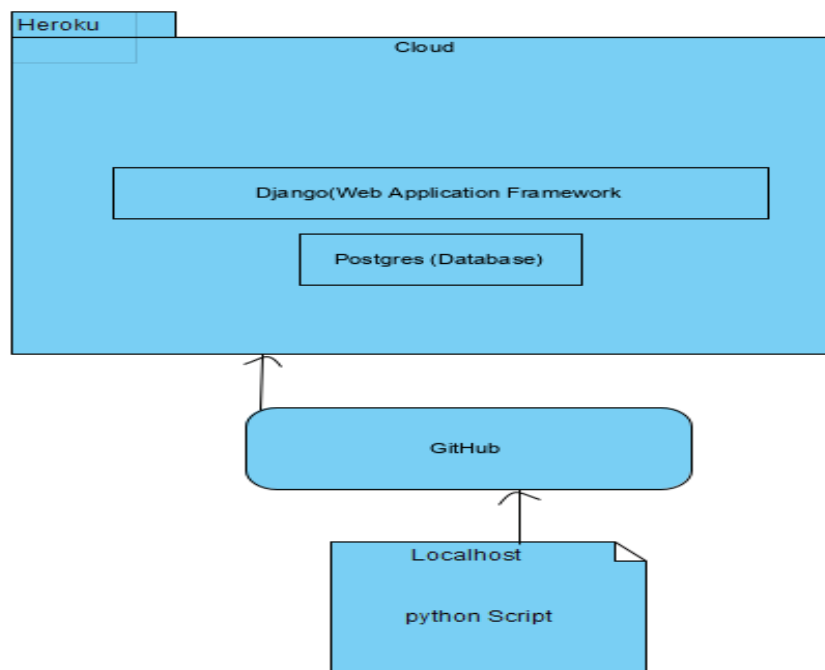 Heroku
Cloud
Django(Web Application Framework
Postgres (Database)
GitHub
Localhost
python Script